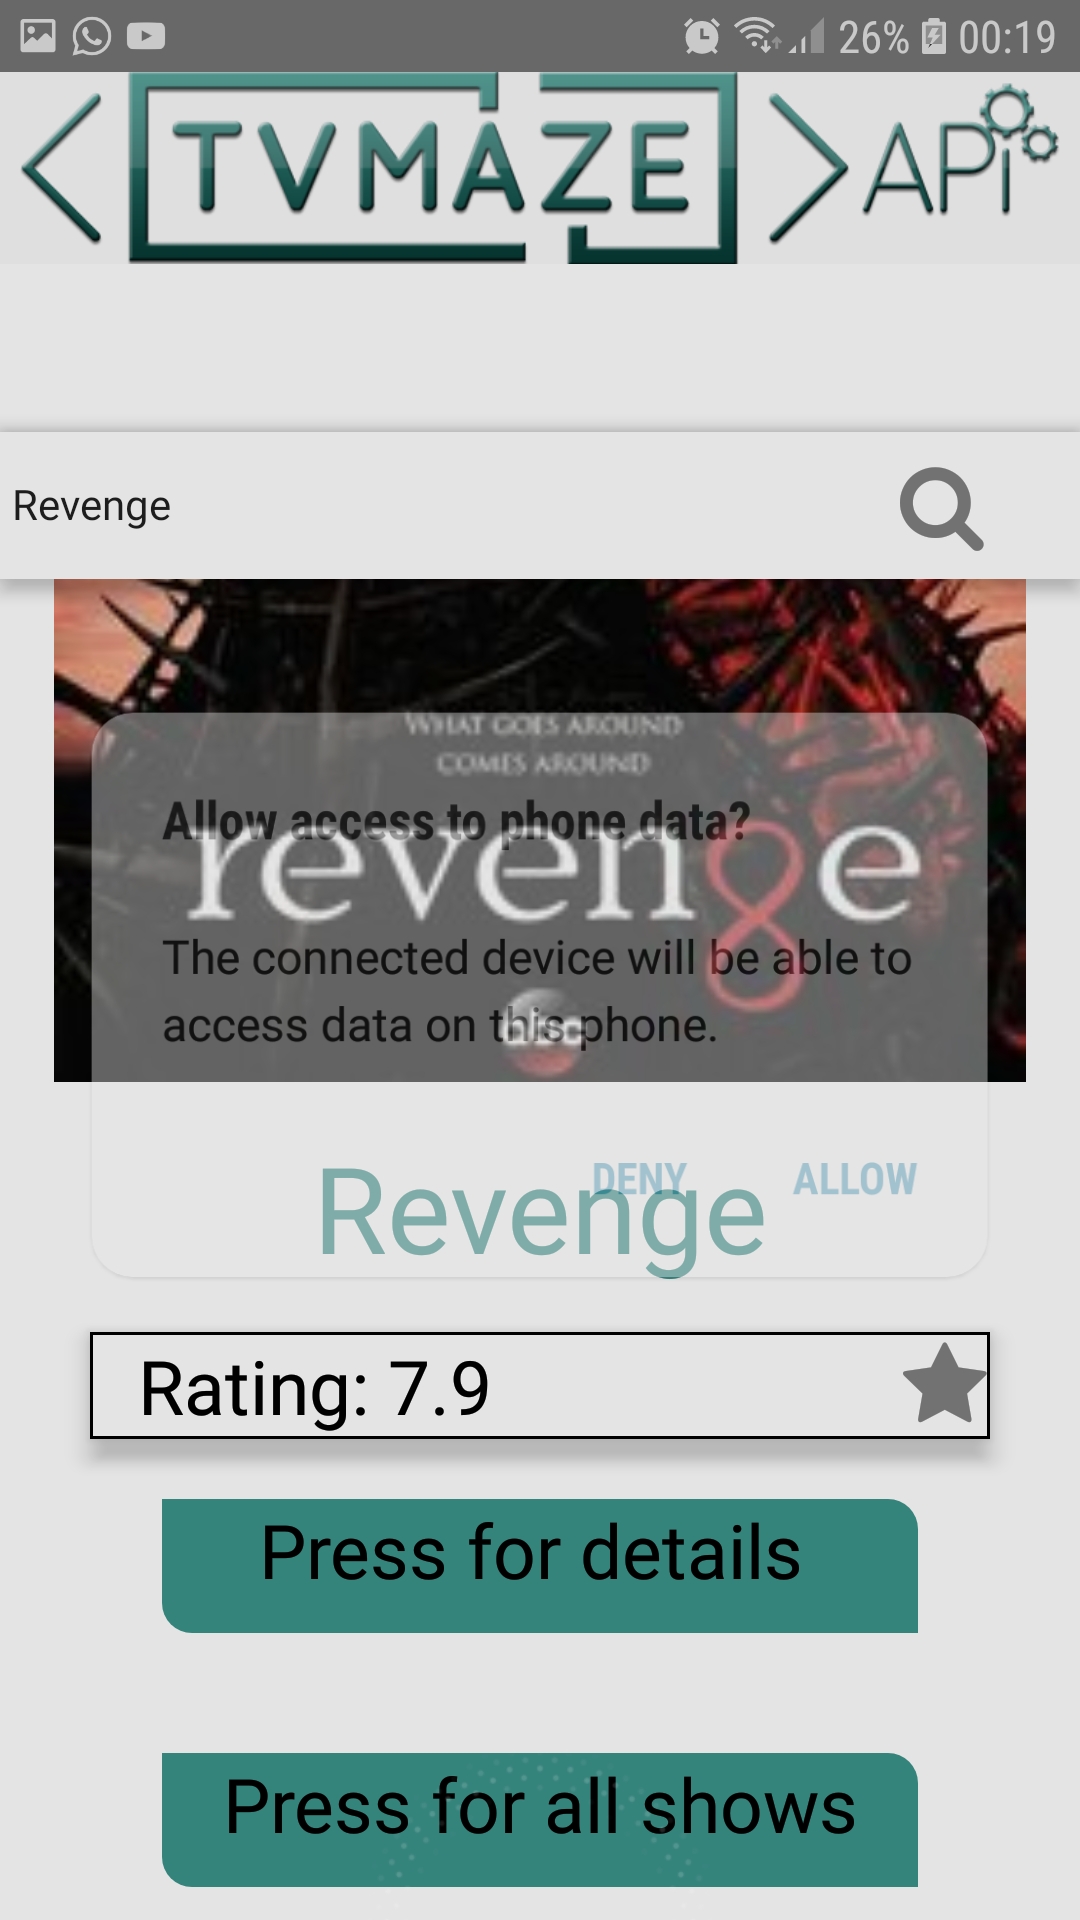 26% 00:19
< TVMAZE > APi
Revenge
WHAT GOES AROUND
COMES AROUND
Allow access to phone data?
revenge
The connected device will be able to
access data on this phone.
abc
DENY ALLOW
Revenge
Rating: 7.9
Press for details
Press for all shows